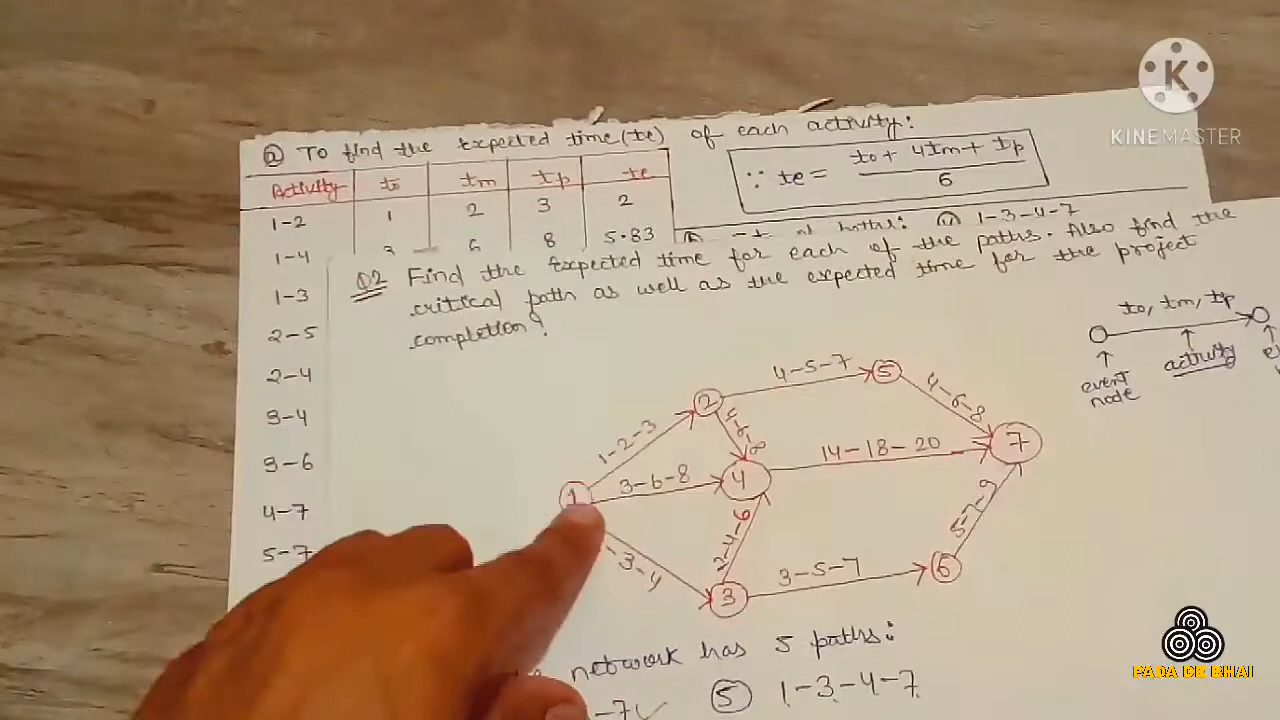 KINEMASTER
ⓐ To find the Expected time (te) of each activity:
Activity to tm tp te
∵ te = to + 4tm + tp / 6
1-2 1 2 3 2
1-4 3 6 8 5.83
1-3
2-5
2-4
3-4
3-6
4-7
5-7
1-3-4-7
Q2 Find the Expected time for each of the paths. Also find the
critical path as well as the expected time for the project
completion?
to, tm, tp
event
node
activity
1
2
3
4
5
6
7
1-2-3
3-6-8
-3-4
4-5-7
4-6-8
2-4-6
3-5-7
14-18-20
4-6-8
5-7-9
network has 5 paths:
-7✓ ⑤ 1-3-4-7
PADA DE BHAI